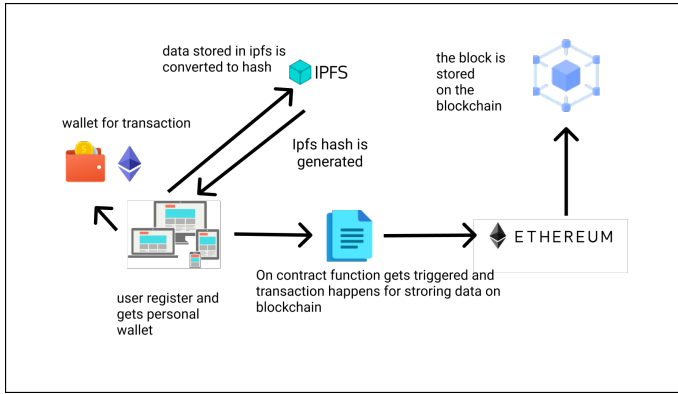 data stored in ipfs is
converted to hash
IPFS
the block is
stored
on the
blockchain
wallet for transaction
Ipfs hash is
generated
ETHEREUM
On contract function gets triggered and
transaction happens for stroring data on
blockchain
user register and
gets personal
wallet